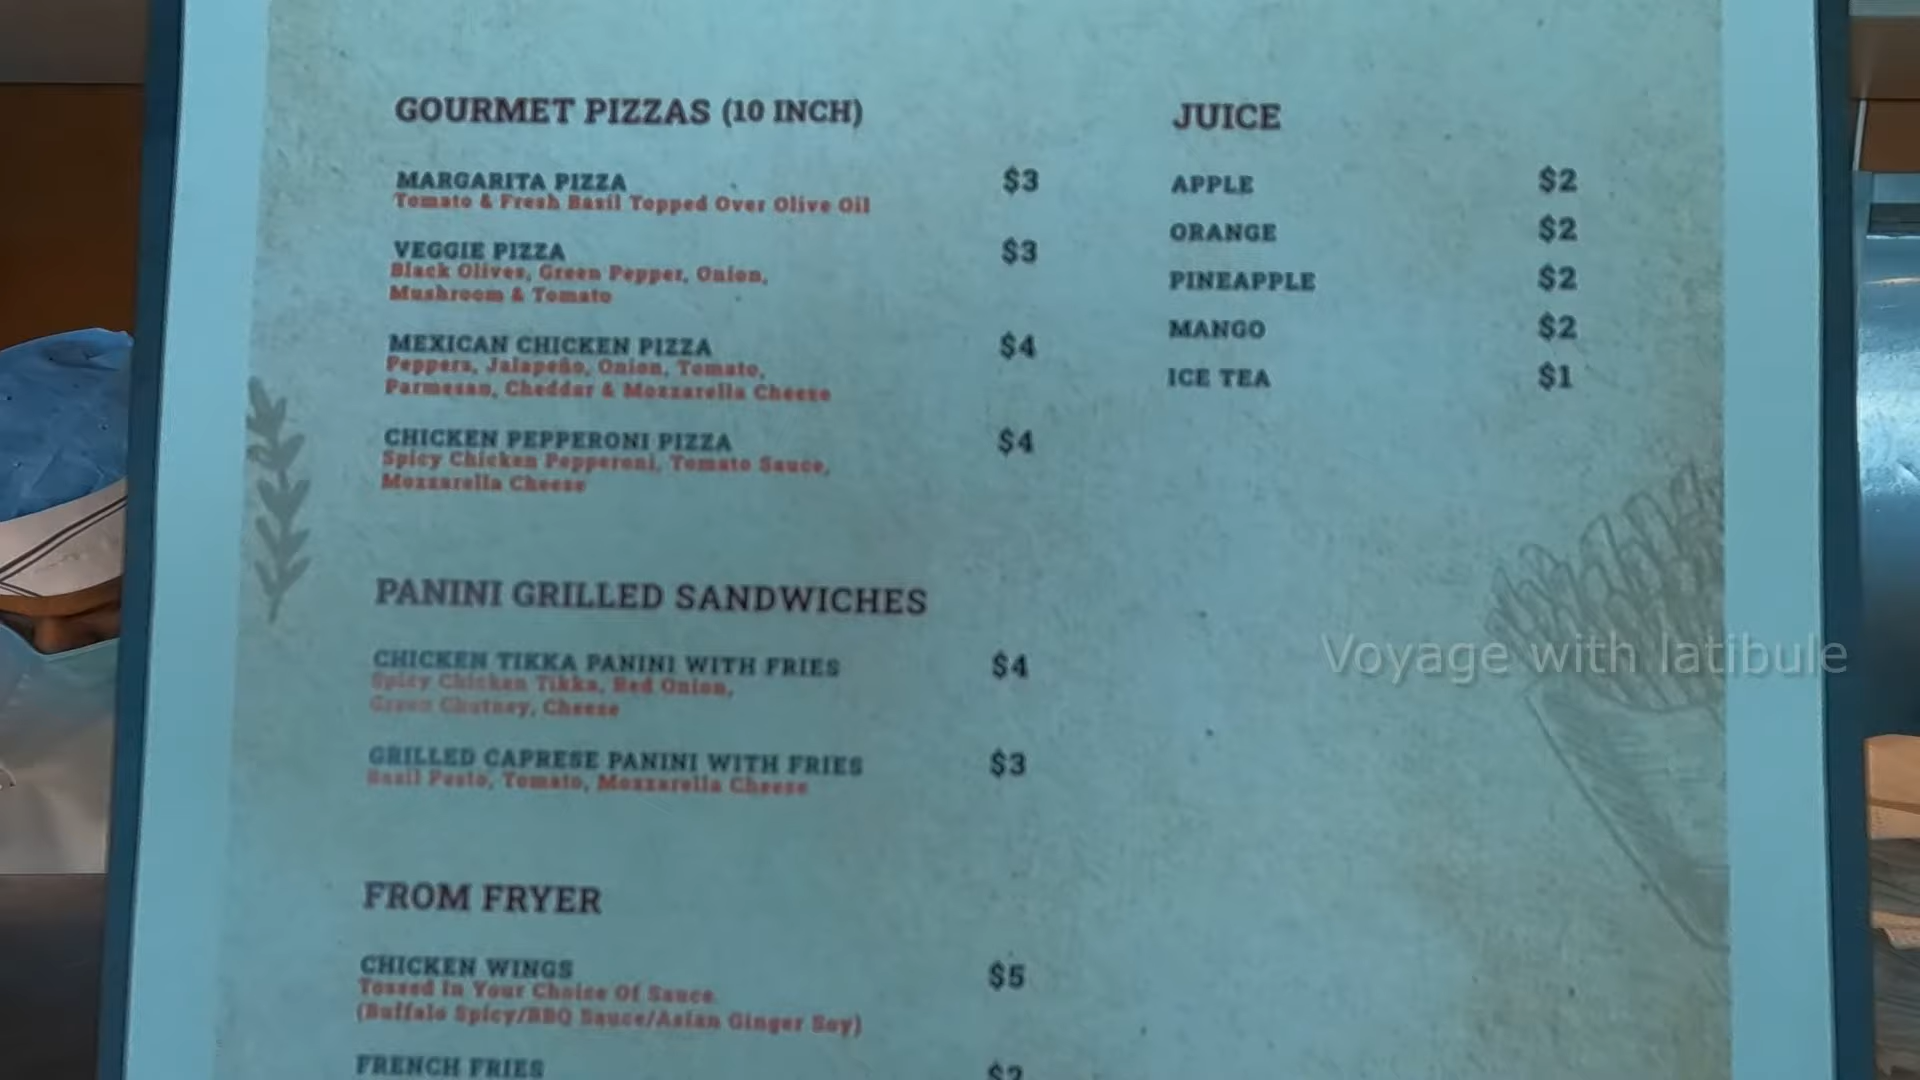 GOURMET PIZZAS (10 INCH)
MARGARITA PIZZA $3
Tomato & Fresh Basil Topped Over Olive Oil
VEGGIE PIZZA $3
Black Olives, Green Pepper, Onion,
Mushroom & Tomato
MEXICAN CHICKEN PIZZA $4
Peppers, Jalapeño, Onion, Tomato,
Parmesan, Cheddar & Mozzarella Cheese
CHICKEN PEPPERONI PIZZA $4
Spicy Chicken Pepperoni, Tomato Sauce,
Mozzarella Cheese
PANINI GRILLED SANDWICHES
CHICKEN TIKKA PANINI WITH FRIES $4
Spicy Chicken Tikka, Red Onion,
Green Chutney, Cheese
GRILLED CAPRESE PANINI WITH FRIES $3
Basil Pesto, Tomato, Mozzarella Cheese
FROM FRYER
CHICKEN WINGS $5
Tossed In Your Choice Of Sauce
(Buffalo Spicy/BBQ Sauce/Asian Ginger Soy)
FRENCH FRIES $2
JUICE
APPLE $2
ORANGE $2
PINEAPPLE $2
MANGO $2
ICE TEA $1
Voyage with latibule